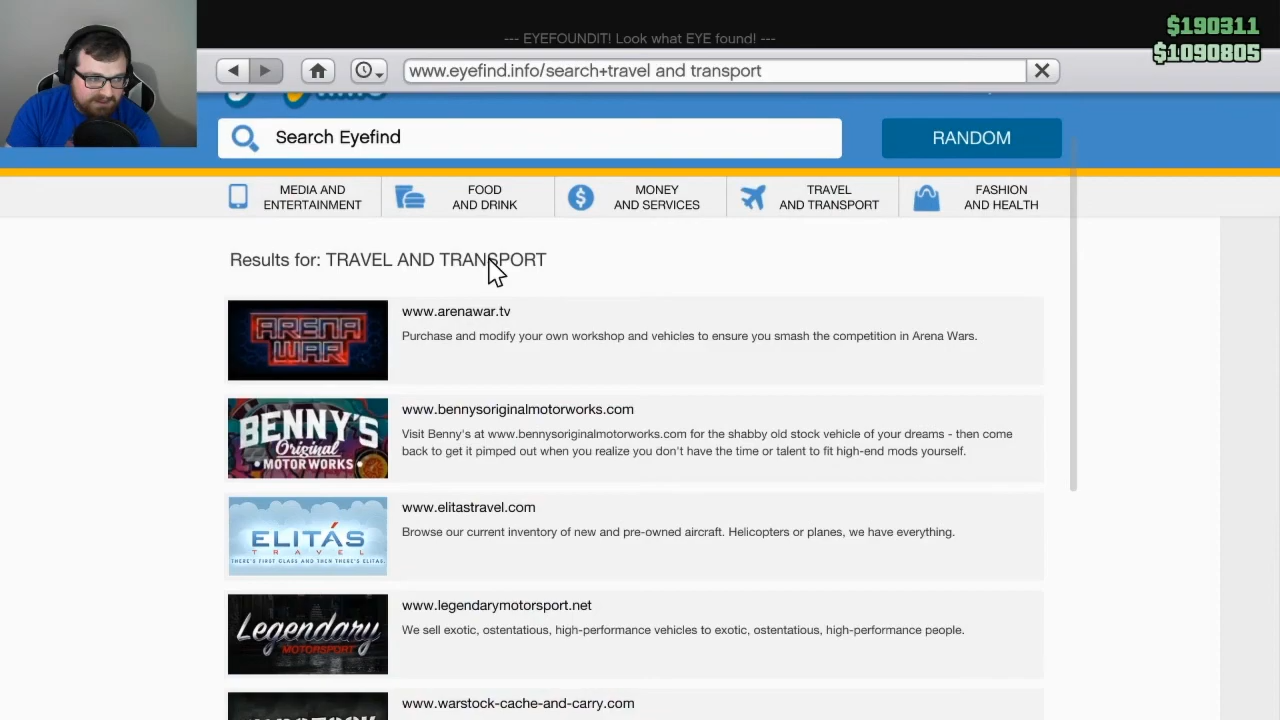 $190311
$1090805
--- EYEFOUNDIT! Look what EYE found! ---
www.eyefind.info/search+travel and transport
Search Eyefind
RANDOM
MEDIA AND
ENTERTAINMENT
FOOD
AND DRINK
MONEY
AND SERVICES
TRAVEL
AND TRANSPORT
FASHION
AND HEALTH
Results for: TRAVEL AND TRANSPORT
ARENA
WAR
www.arenawar.tv
Purchase and modify your own workshop and vehicles to ensure you smash the competition in Arena Wars.
BENNY'S
Original
MOTOR WORKS
www.bennysoriginalmotorworks.com
Visit Benny's at www.bennysoriginalmotorworks.com for the shabby old stock vehicle of your dreams - then come
back to get it pimped out when you realize you don't have the time or talent to fit high-end mods yourself.
ELITÁS
TRAVEL
THERE'S FIRST CLASS AND THEN THERE'S ELITAS.
www.elitastravel.com
Browse our current inventory of new and pre-owned aircraft. Helicopters or planes, we have everything.
Legendary
MOTORSPORT
www.legendarymotorsport.net
We sell exotic, ostentatious, high-performance vehicles to exotic, ostentatious, high-performance people.
www.warstock-cache-and-carry.com